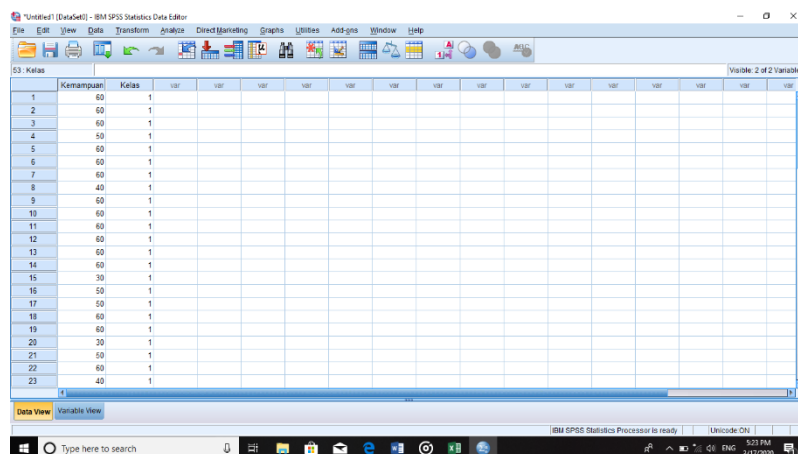 *Untitled1 [DataSet0] - IBM SPSS Statistics Data Editor
File Edit View Data Transform Analyze Direct Marketing Graphs Utilities Add-ons Window Help
53 : Kelas Visible: 2 of 2 Variable
Kemampuan Kelas var var var var var var var var var var var var var var var
1 60 1
2 60 1
3 60 1
4 50 1
5 60 1
6 60 1
7 60 1
8 40 1
9 60 1
10 60 1
11 60 1
12 60 1
13 60 1
14 60 1
15 30 1
16 50 1
17 50 1
18 60 1
19 60 1
20 30 1
21 50 1
22 60 1
23 40 1
Data View Variable View
IBM SPSS Statistics Processor is ready Unicode:ON
Type here to search ENG 5:23 PM
2/17/2020